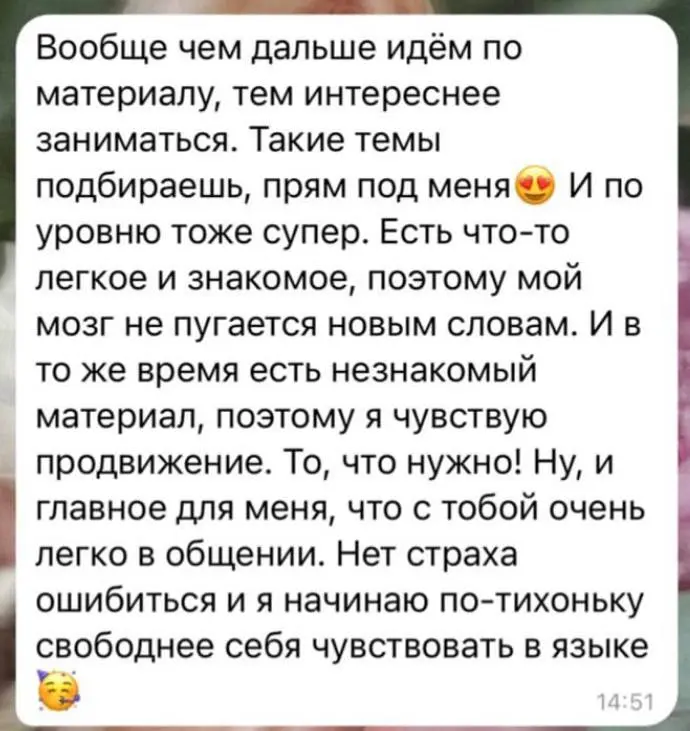 Вообще чем дальше идём по
материалу, тем интереснее
заниматься. Такие темы
подбираешь, прям под меня😍 И по
уровню тоже супер. Есть что-то
легкое и знакомое, поэтому мой
мозг не пугается новым словам. И в
то же время есть незнакомый
материал, поэтому я чувствую
продвижение. То, что нужно! Ну, и
главное для меня, что с тобой очень
легко в общении. Нет страха
ошибиться и я начинаю по-тихоньку
свободнее себя чувствовать в языке
🥳
14:51